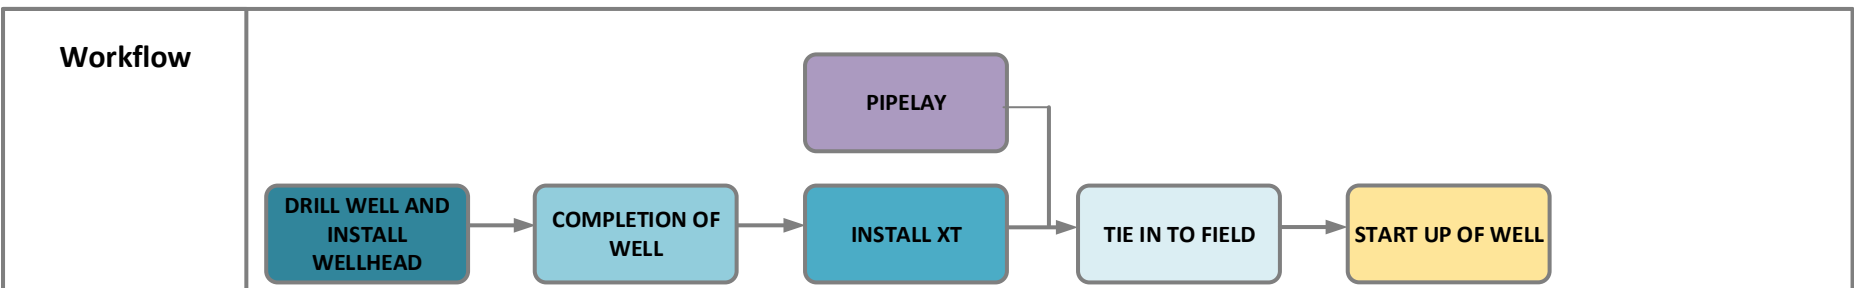 Workflow
PIPELAY
DRILL WELL AND
INSTALL
WELLHEAD
COMPLETION OF
WELL
INSTALL XT
TIE IN TO FIELD
START UP OF WELL